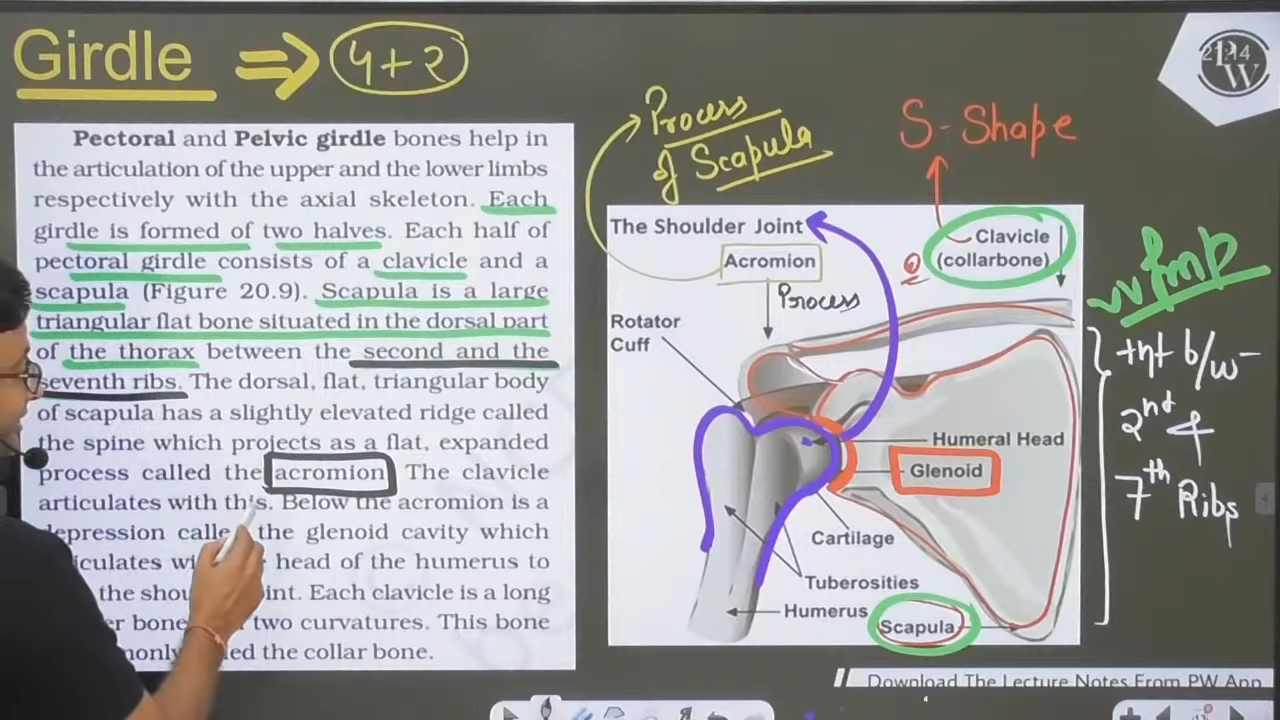 Girdle ⇒ 4+2
Pectoral and Pelvic girdle bones help in
the articulation of the upper and the lower limbs
respectively with the axial skeleton. Each
girdle is formed of two halves. Each half of
pectoral girdle consists of a clavicle and a
scapula (Figure 20.9). Scapula is a large
triangular flat bone situated in the dorsal part
of the thorax between the second and the
seventh ribs. The dorsal, flat, triangular body
of scapula has a slightly elevated ridge called
the spine which projects as a flat, expanded
process called the acromion The clavicle
articulates with this. Below the acromion is a
the glenoid cavity which
head of the humerus to
the Each clavicle is a long
two curvatures. This bone
the collar bone.
Process
of Scapula
S-Shape
The Shoulder Joint
Clavicle
(collarbone)
Acromion
Process
Rotator
Cuff
Humeral Head
Glenoid
Cartilage
Tuberosities
Humerus
Scapula
vv Imp
b/w -
2nd &
7th Ribs
PW
Download The Lecture Notes From PW App